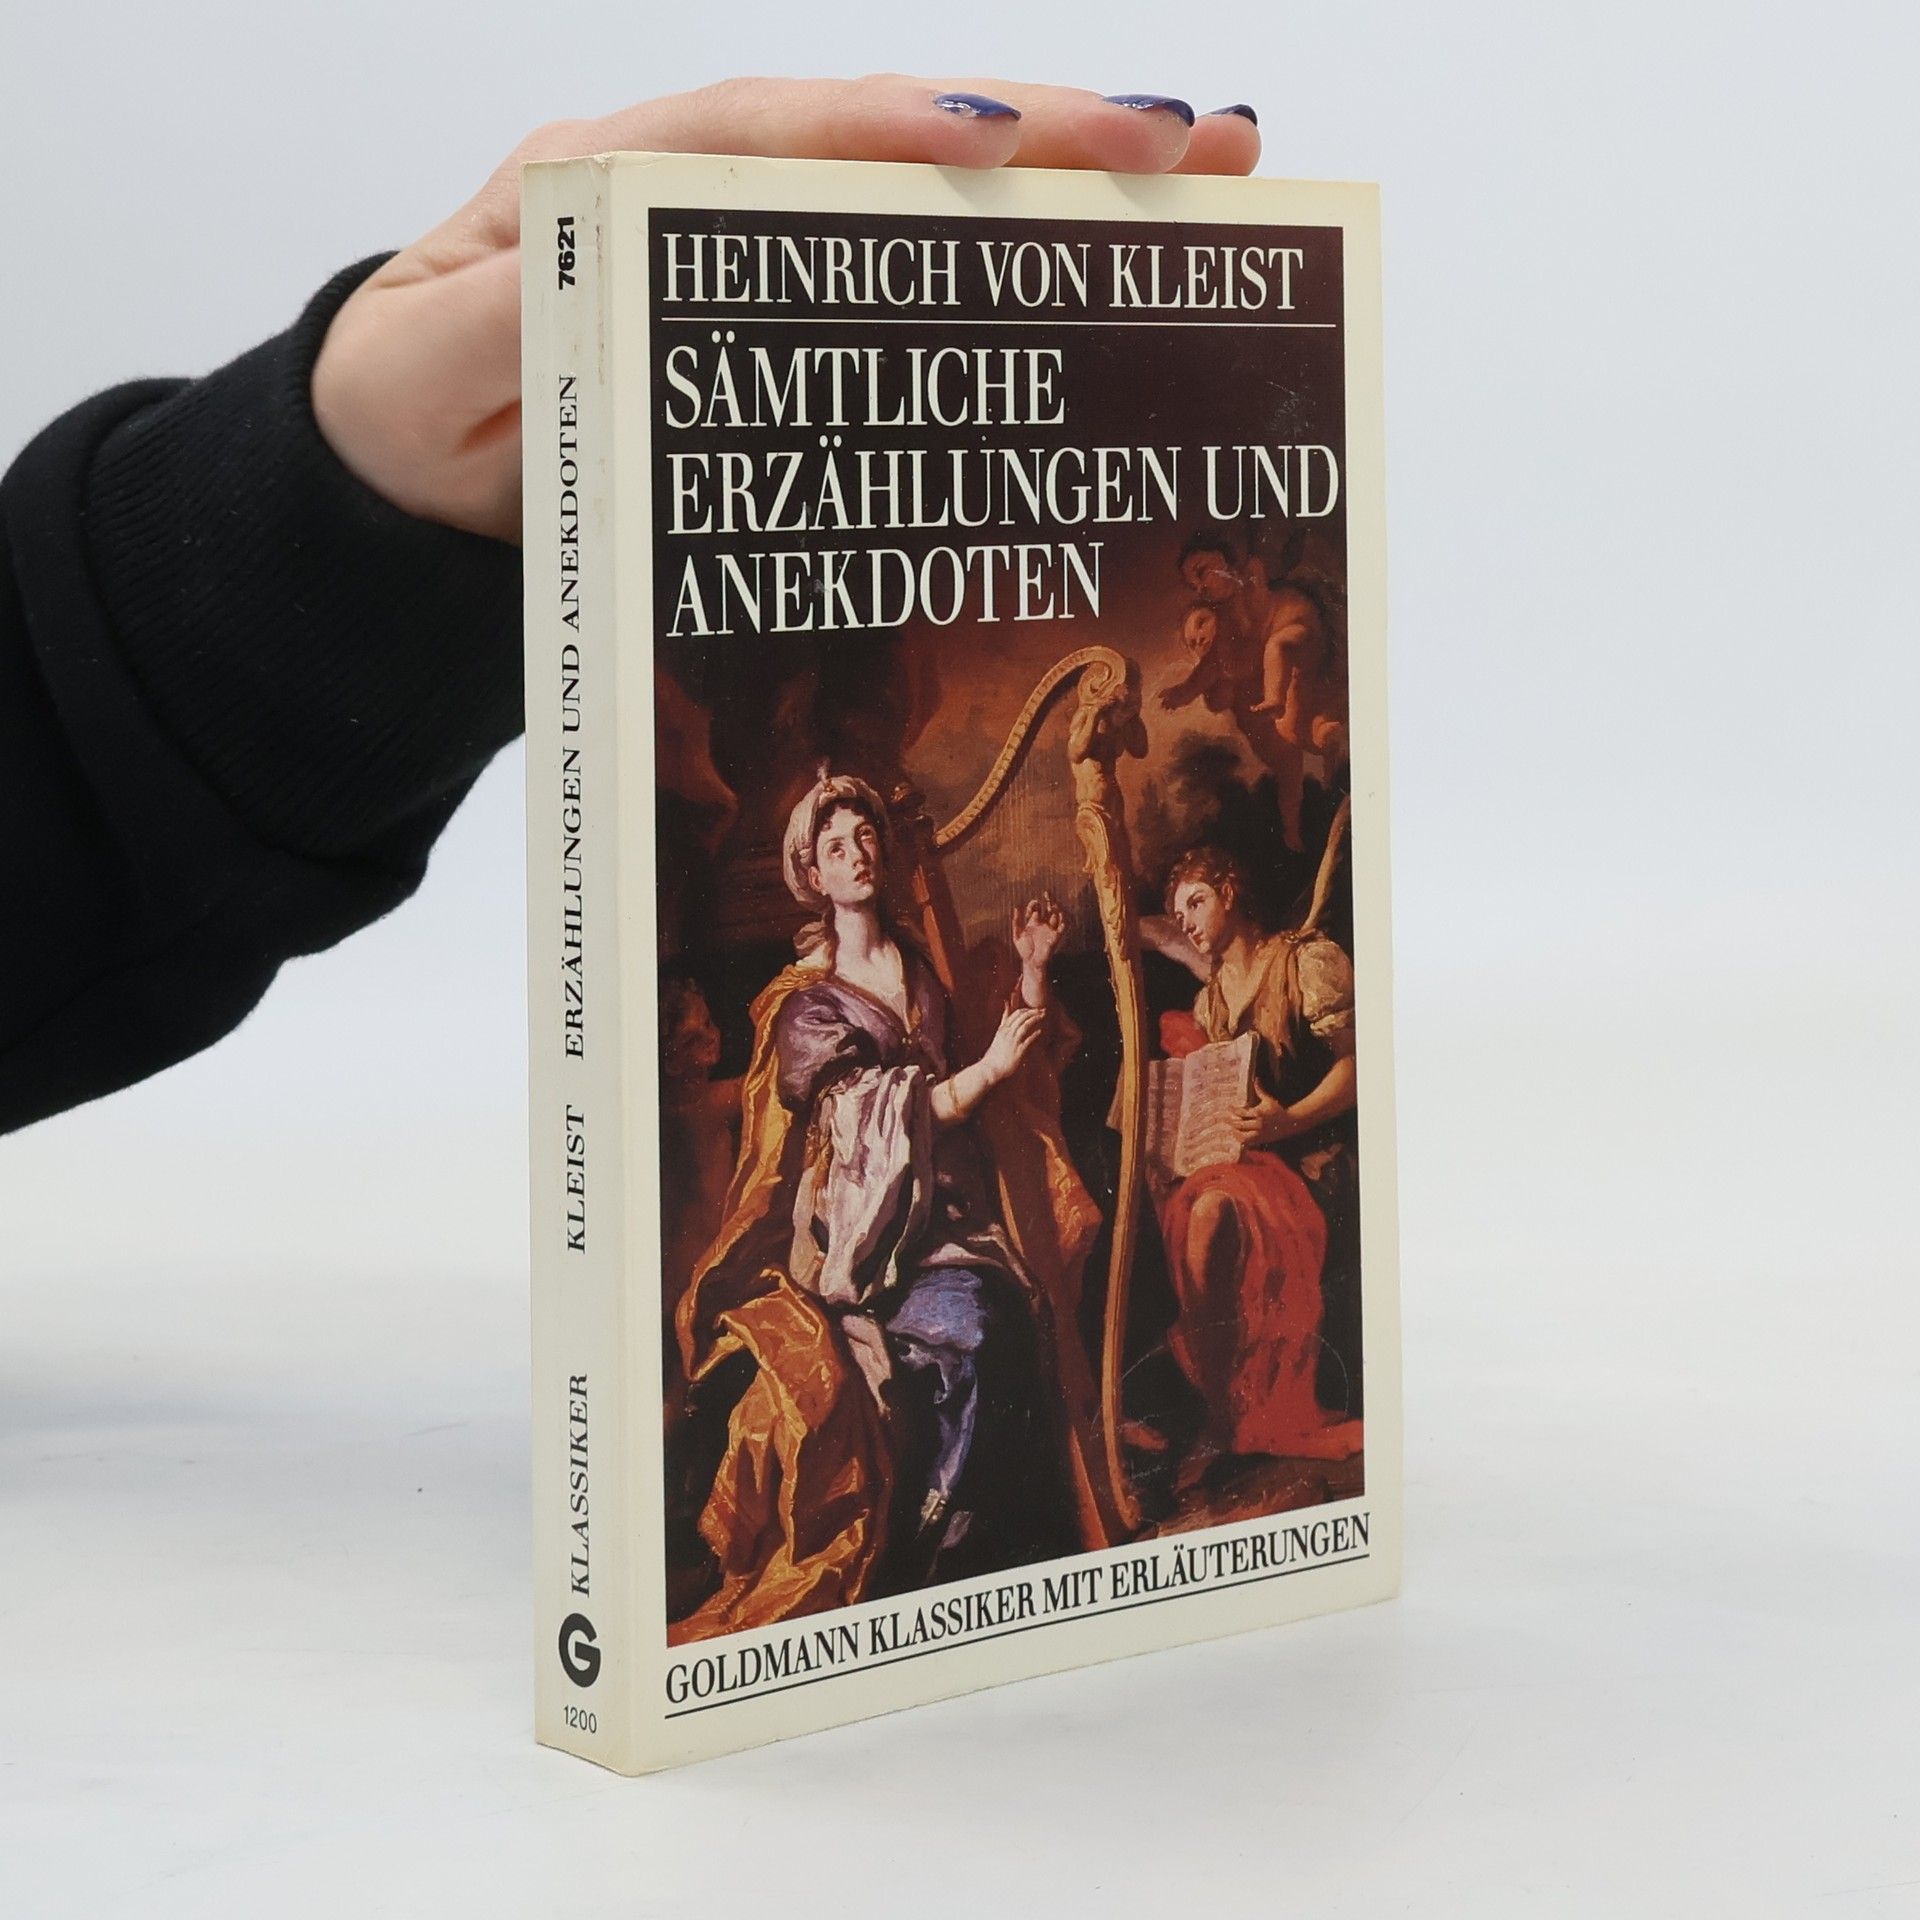 HEINRICH VON KLEIST
SÄMTLICHE
ERZÄHLUNGEN UND
ANEKDOTEN
GOLDMANN KLASSIKER MIT ERLÄUTERUNGEN
7621
KLASSIKER KLEIST ERZÄHLUNGEN UND ANEKDOTEN
G
1200